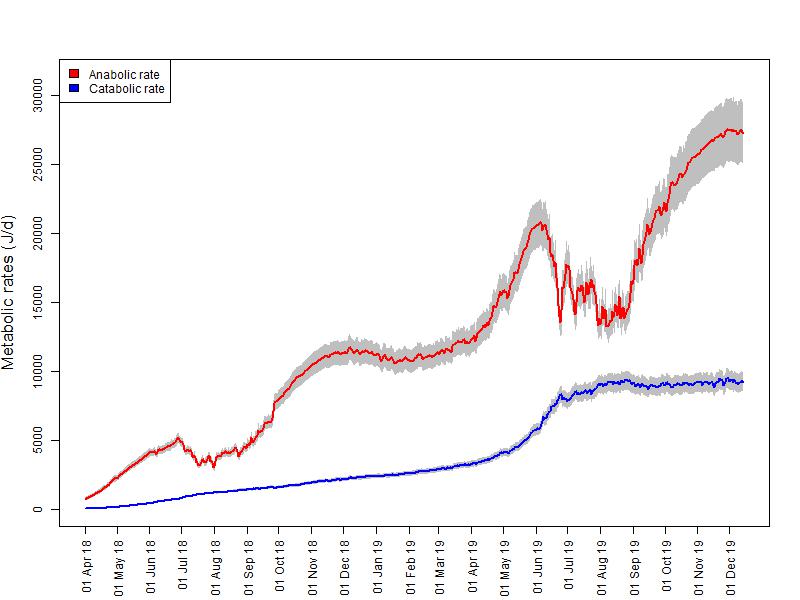 Anabolic rate
Catabolic rate
Metabolic rates (J/d)
30000
25000
20000
15000
10000
5000
0
01 Apr 18
01 May 18
01 Jun 18
01 Jul 18
01 Aug 18
01 Sep 18
01 Oct 18
01 Nov 18
01 Dec 18
01 Jan 19
01 Feb 19
01 Mar 19
01 Apr 19
01 May 19
01 Jun 19
01 Jul 19
01 Aug 19
01 Sep 19
01 Oct 19
01 Nov 19
01 Dec 19